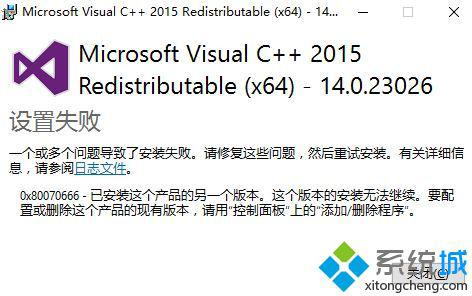 Microsoft Visual C++ 2015 Redistributable (x64) - 14....
Microsoft Visual C++ 2015
Redistributable (x64) - 14.0.23026
设置失败
一个或多个问题导致了安装失败。请修复这些问题，然后重试安装。有关详细信
息，请参阅日志文件。
0x80070666 - 已安装这个产品的另一个版本。这个版本的安装无法继续。要配
置或删除这个产品的现有版本，请用“控制面板”上的“添加/删除程序”。
关闭(C)
系统城
xitongcheng.com